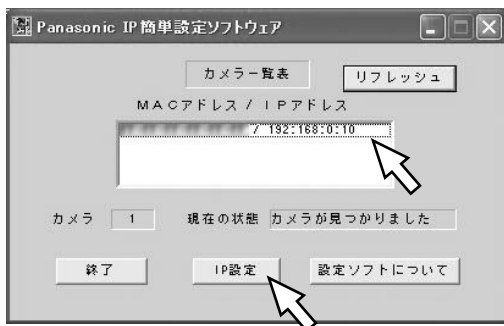 Panasonic IP簡単設定ソフトウェア
カメラ一覧表 リフレッシュ
MACアドレス / IPアドレス
/ 192:168:0:10
カメラ 1 現在の状態 カメラが見つかりました
終了 IP設定 設定ソフトについて